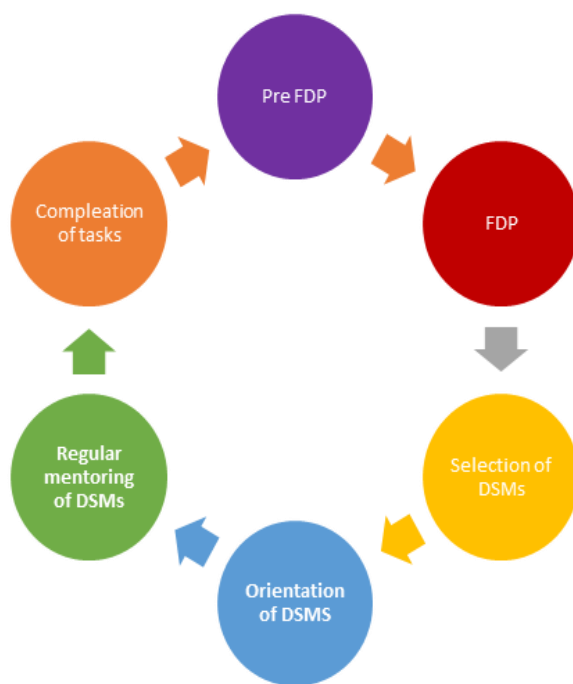 Pre FDP
FDP
Selection of
DSMs
Orientation
of DSMS
Regular
mentoring
of DSMs
Compleation
of tasks